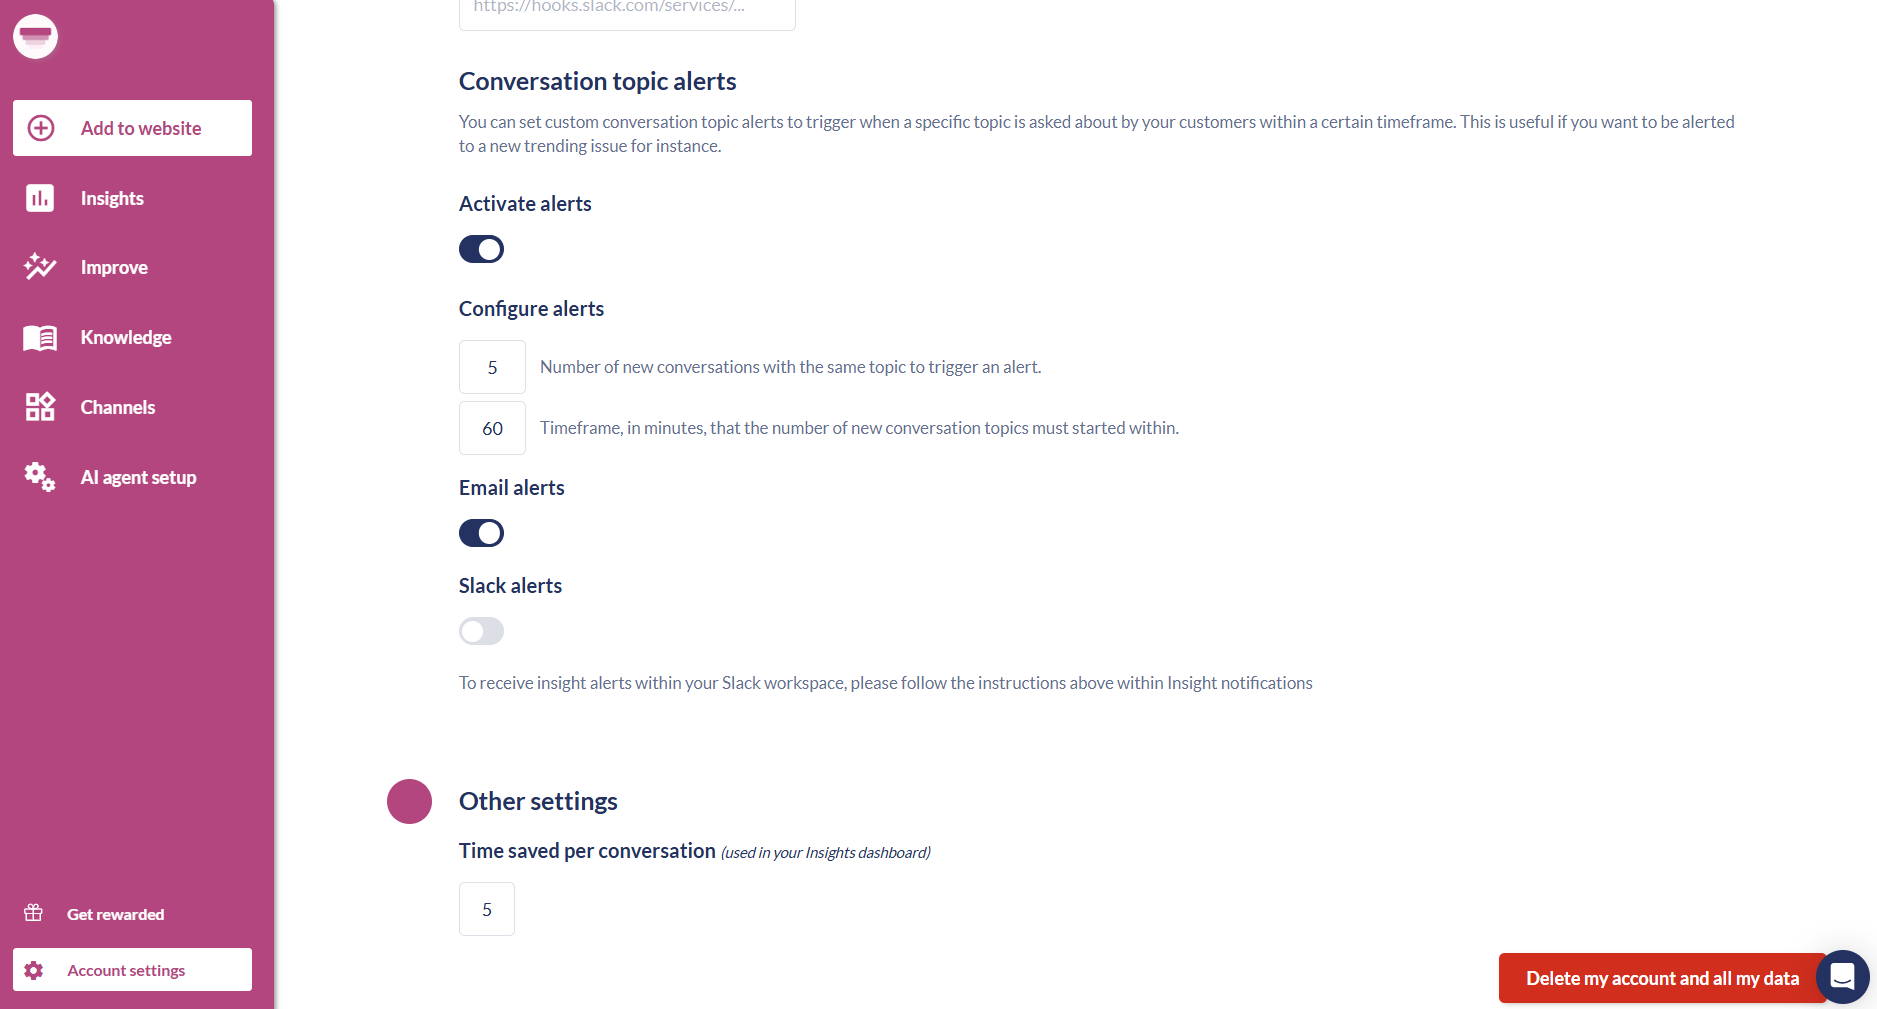 https://hooks.slack.com/services/...
Add to website
Insights
Improve
Knowledge
Channels
AI agent setup
Get rewarded
Account settings
Conversation topic alerts
You can set custom conversation topic alerts to trigger when a specific topic is asked about by your customers within a certain timeframe. This is useful if you want to be alerted
to a new trending issue for instance.
Activate alerts
Configure alerts
5 Number of new conversations with the same topic to trigger an alert.
60 Timeframe, in minutes, that the number of new conversation topics must started within.
Email alerts
Slack alerts
To receive insight alerts within your Slack workspace, please follow the instructions above within Insight notifications
Other settings
Time saved per conversation (used in your Insights dashboard)
5
Delete my account and all my data